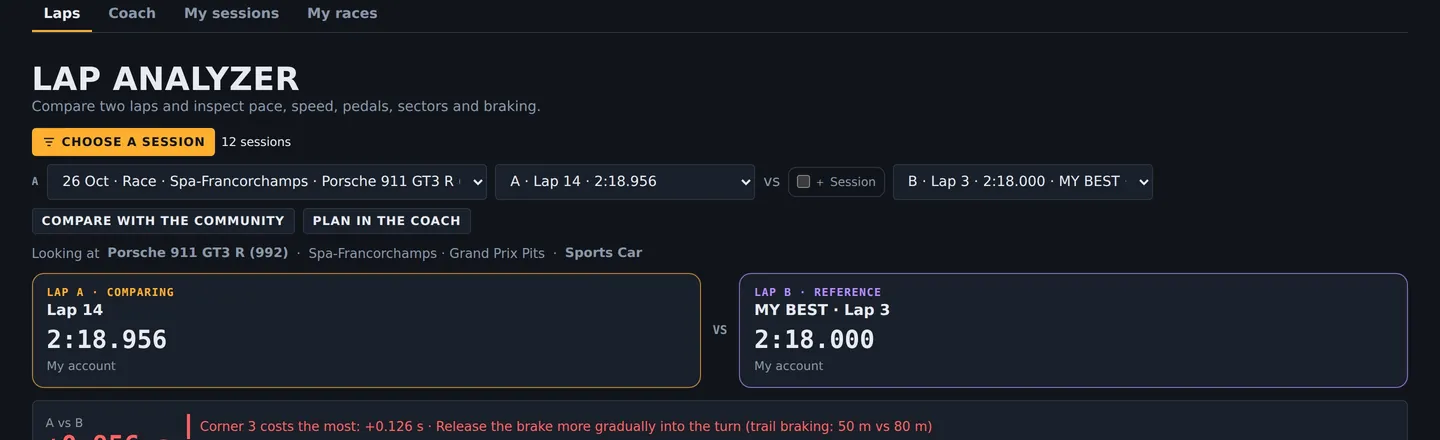 Laps Coach My sessions My races
LAP ANALYZER
Compare two laps and inspect pace, speed, pedals, sectors and braking.
CHOOSE A SESSION 12 sessions
A 26 Oct · Race · Spa-Francorchamps · Porsche 911 GT3 R A · Lap 14 · 2:18.956 VS + Session B · Lap 3 · 2:18.000 · MY BEST
COMPARE WITH THE COMMUNITY PLAN IN THE COACH
Looking at Porsche 911 GT3 R (992) · Spa-Francorchamps · Grand Prix Pits · Sports Car
LAP A · COMPARING
Lap 14
2:18.956
My account
VS
LAP B · REFERENCE
MY BEST · Lap 3
2:18.000
My account
A vs B
Corner 3 costs the most: +0.126 s · Release the brake more gradually into the turn (trail braking: 50 m vs 80 m)